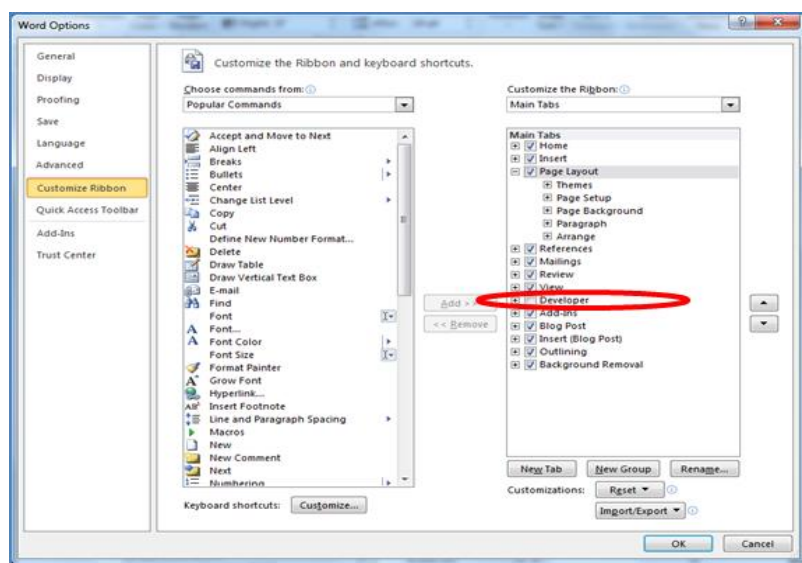 Word Options
General
Display
Proofing
Save
Language
Advanced
Customize Ribbon
Quick Access Toolbar
Add-Ins
Trust Center
Customize the Ribbon and keyboard shortcuts.
Choose commands from:
Popular Commands
Accept and Move to Next
Align Left
Breaks
Bullets
Center
Change List Level
Copy
Cut
Define New Number Format...
Delete
Draw Table
Draw Vertical Text Box
E-mail
Find
Font
Font...
Font Color
Font Size
Format Painter
Grow Font
Hyperlink...
Insert Footnote
Line and Paragraph Spacing
Macros
New
New Comment
Next
Numbering
Keyboard shortcuts: Customize...
Add >>
<< Remove
Customize the Ribbon:
Main Tabs
Main Tabs
Home
Insert
Page Layout
Themes
Page Setup
Page Background
Paragraph
Arrange
References
Mailings
Review
View
Developer
Add-Ins
Blog Post
Insert (Blog Post)
Outlining
Background Removal
New Tab New Group Rename...
Customizations: Reset
Import/Export
OK Cancel